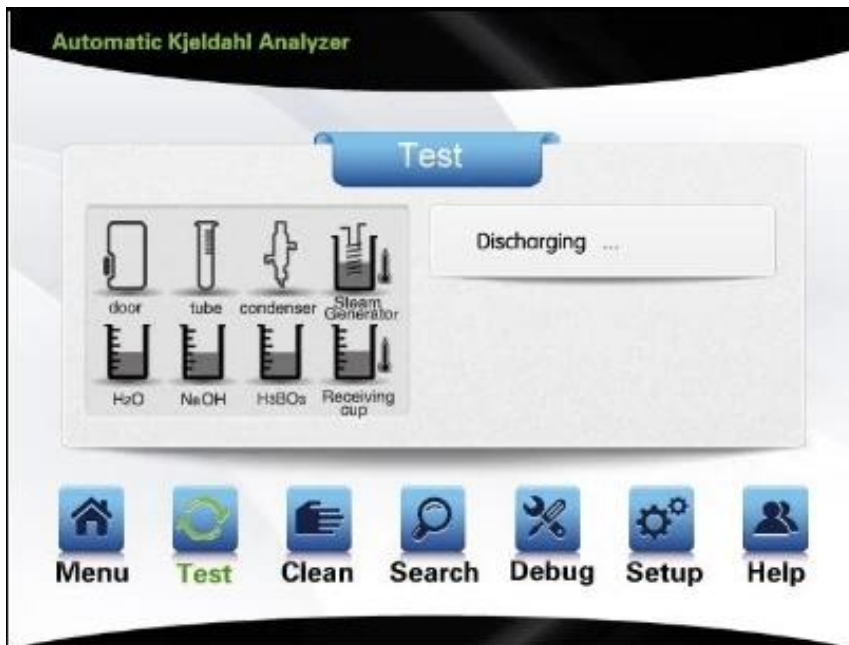 Automatic Kjeldahl Analyzer
Test
Discharging ...
door tube condenser Steam Generator
H2O NaOH H3BO3 Receiving cup
Menu Test Clean Search Debug Setup Help